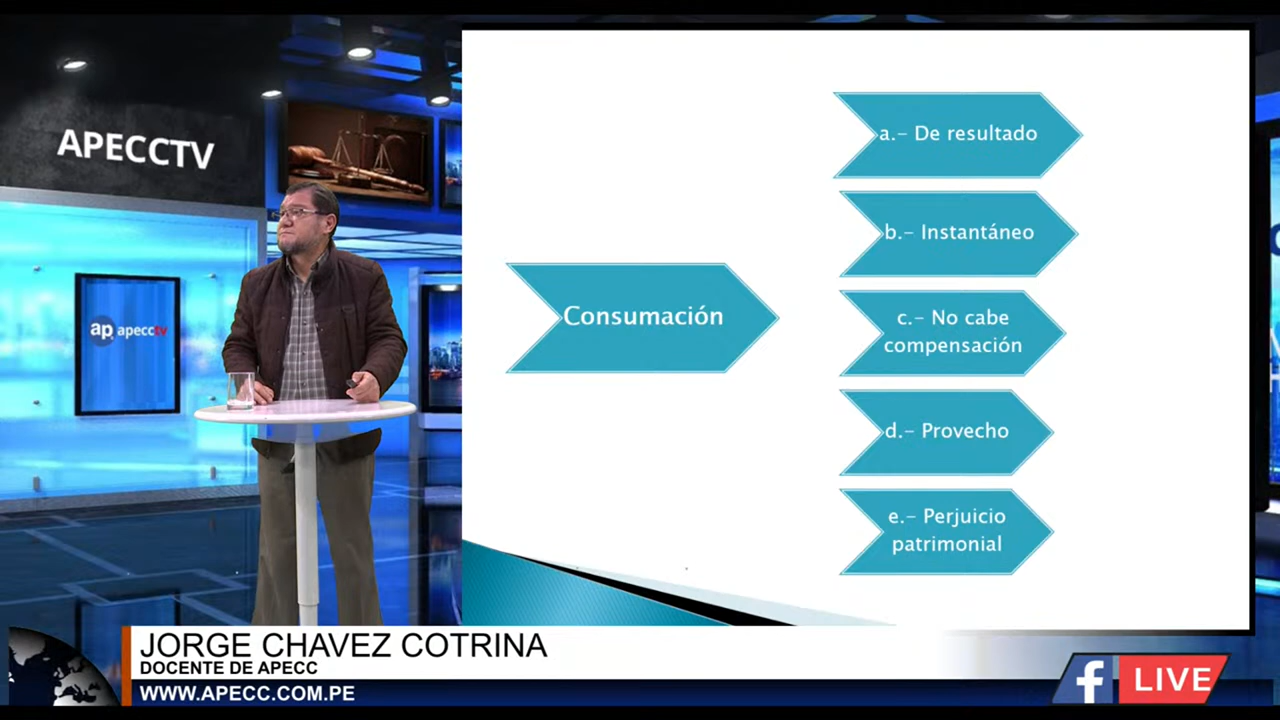 APECCTV
ap apecctv
Consumación
a.- De resultado
b.- Instantáneo
c.- No cabe
compensación
d.- Provecho
e.- Perjuicio
patrimonial
JORGE CHAVEZ COTRINA
DOCENTE DE APECC
WWW.APECC.COM.PE
f LIVE